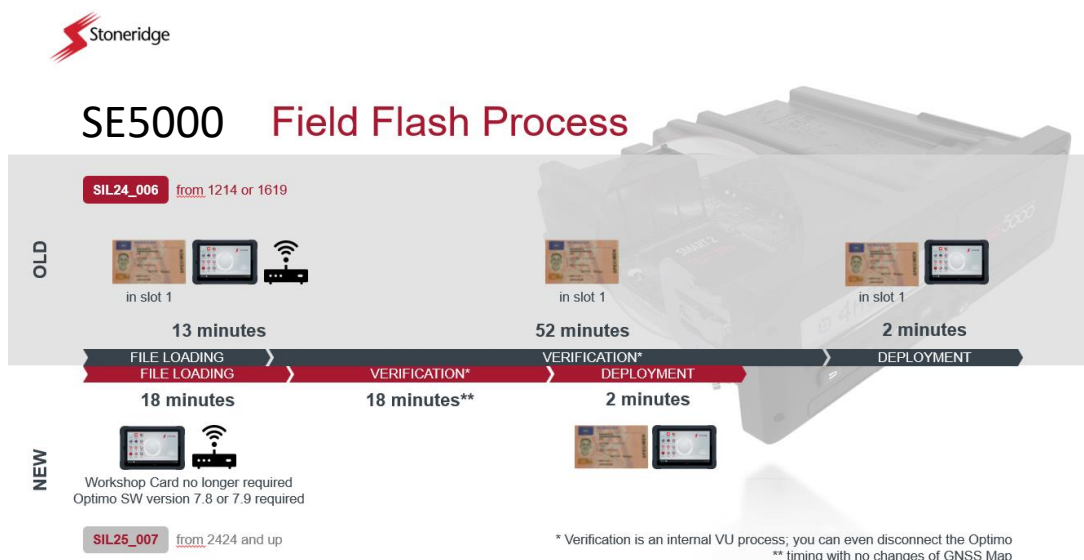 Stoneridge
SE5000 Field Flash Process
SIL24_006 from 1214 or 1619
OLD
in slot 1
in slot 1
in slot 1
13 minutes
52 minutes
2 minutes
FILE LOADING
VERIFICATION*
DEPLOYMENT
FILE LOADING
VERIFICATION*
DEPLOYMENT
18 minutes
18 minutes**
2 minutes
NEW
Workshop Card no longer required
Optimo SW version 7.8 or 7.9 required
SIL25_007 from 2424 and up
* Verification is an internal VU process; you can even disconnect the Optimo
** timing with no changes of GNSS Map